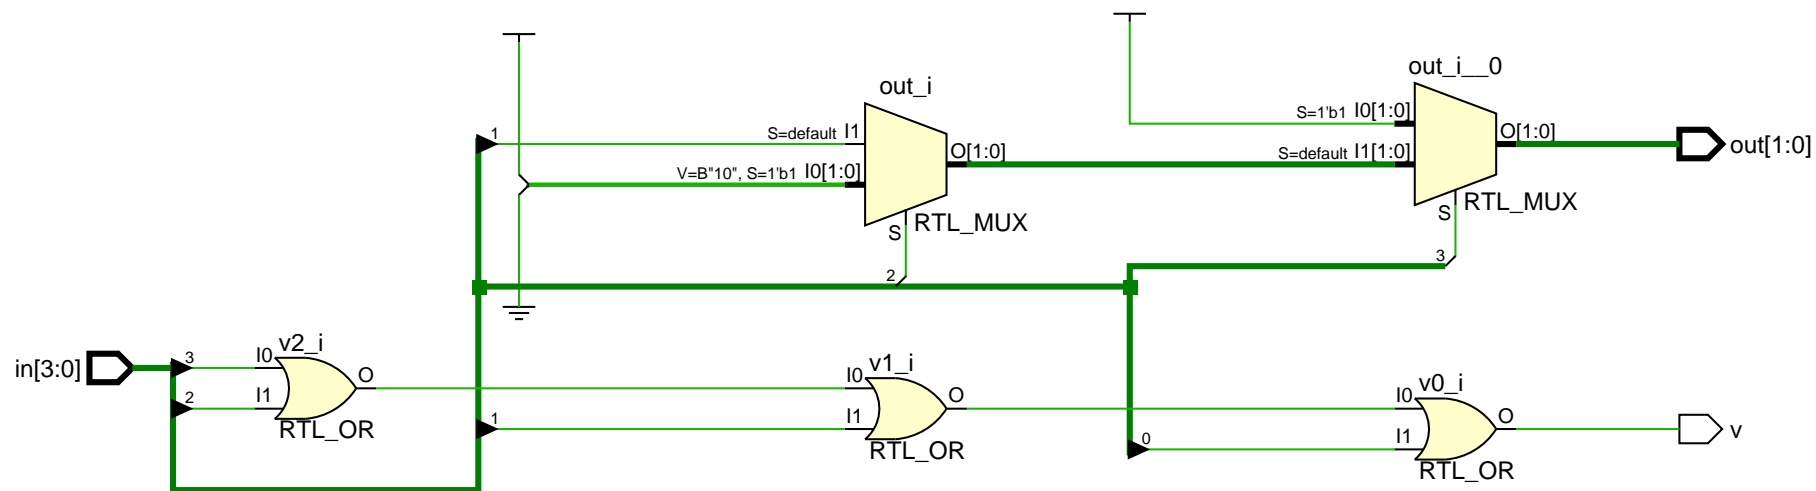 out_i__0
out_i
S=1'b1 I0[1:0]
1
S=default I1
O[1:0]
O[1:0]
S=default I1[1:0]
out[1:0]
V=B"10", S=1'b1 I0[1:0]
S
RTL_MUX
S
RTL_MUX
2
3
in[3:0]
3
2
v2_i
I0
I1
O
RTL_OR
1
v1_i
I0
I1
O
RTL_OR
0
v0_i
I0
I1
O
RTL_OR
v